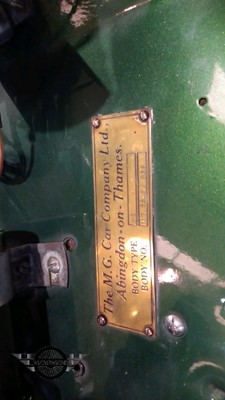 The M.G. Car Company Ltd.,
Abingdon-on-Thames.
BODY TYPE
BODY NO.